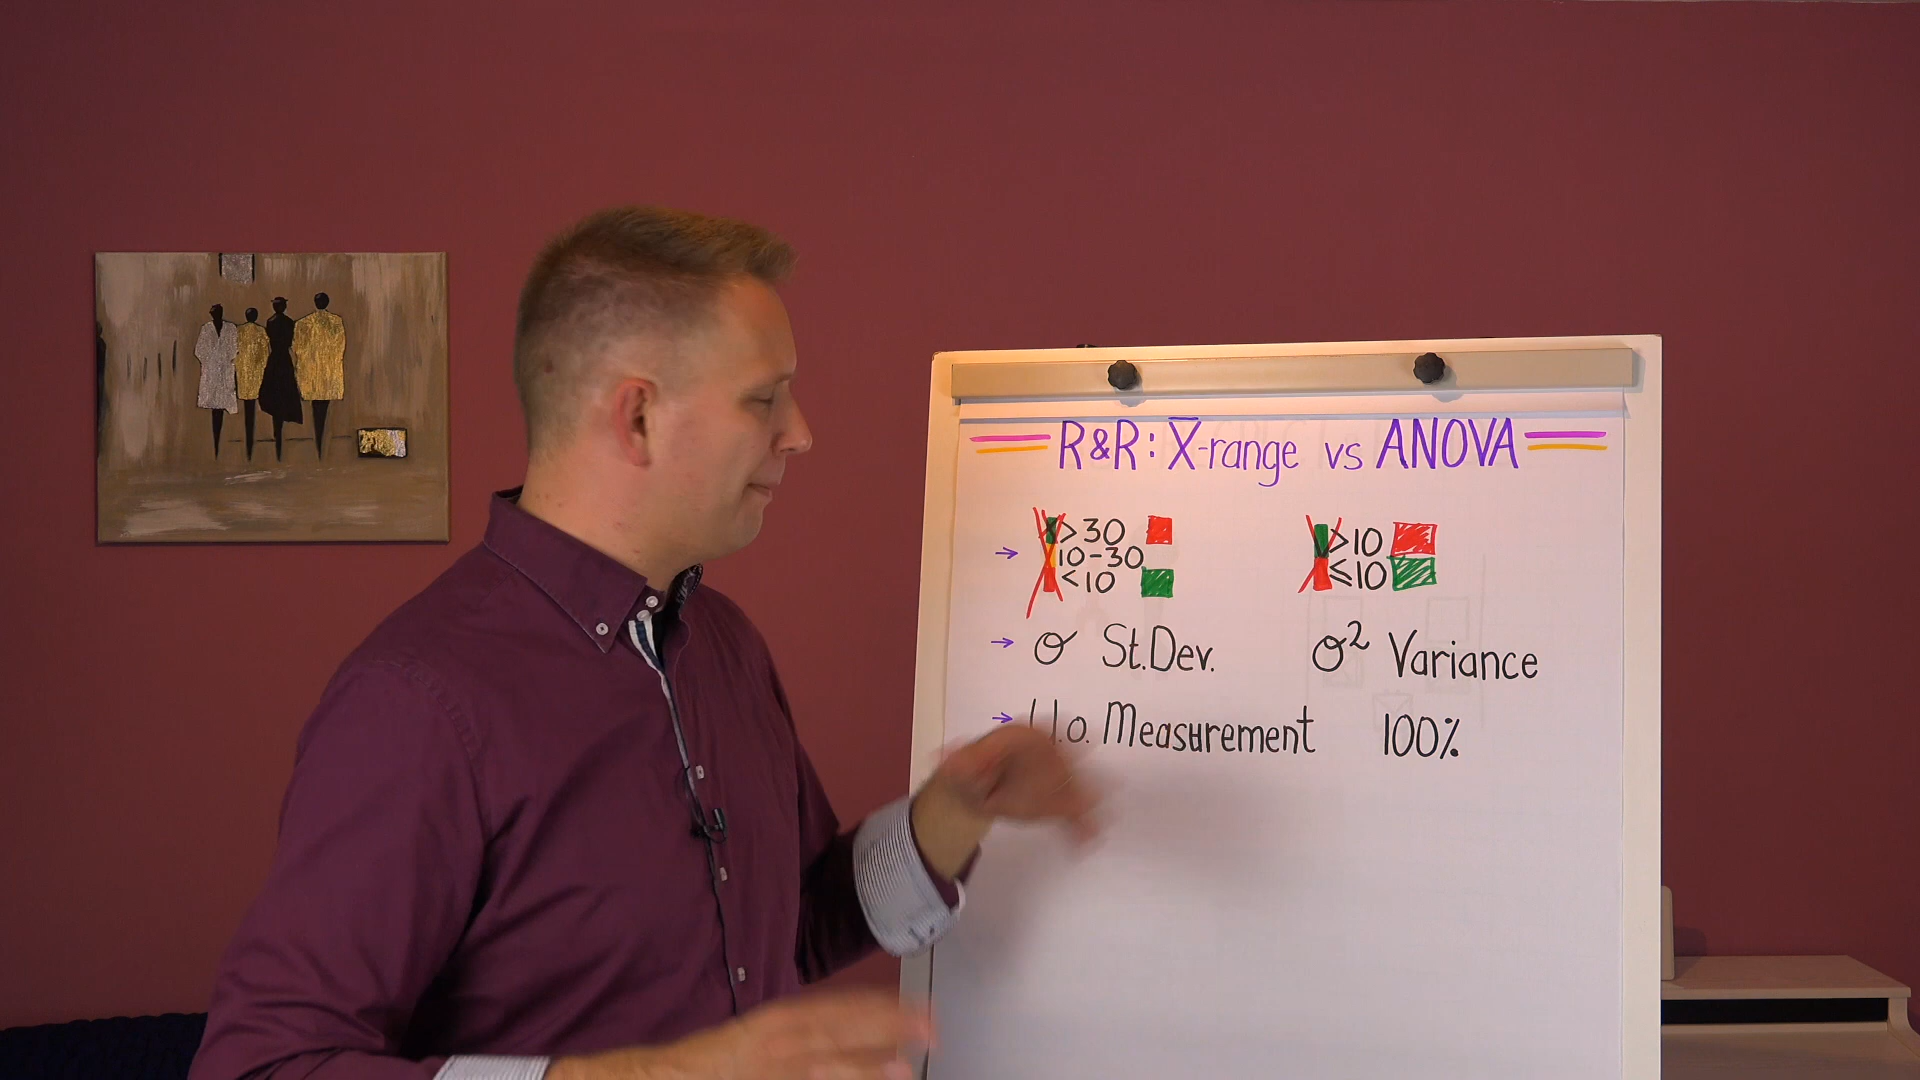 R&R: X̄-range vs ANOVA
>30
10-30
<10
>10
≤10
σ St.Dev. σ² Variance
U.o. Measurement 100%